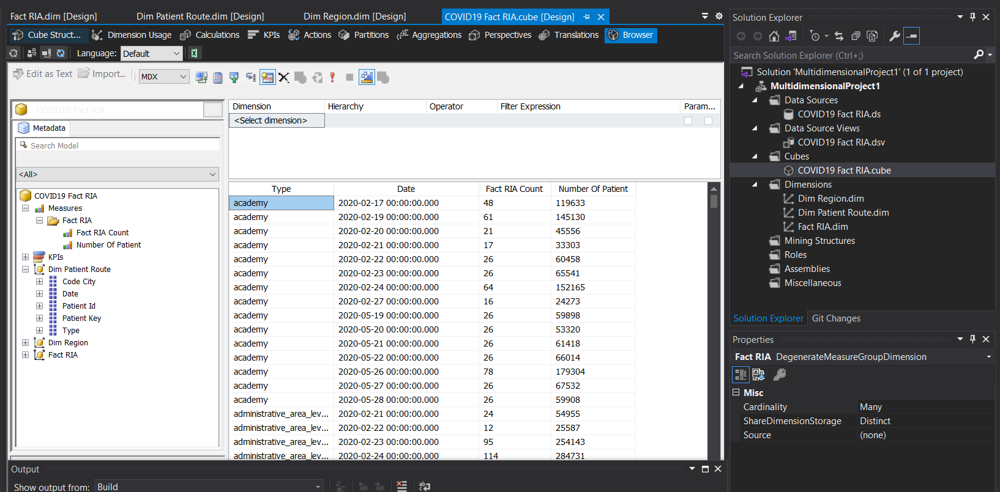 Fact RIA.dim [Design] Dim Patient Route.dim [Design] Dim Region.dim [Design] COVID19 Fact RIA.cube [Design]
Cube Struct... Dimension Usage Calculations KPIs Actions Partitions Aggregations Perspectives Translations Browser
Language: Default
Edit as Text Import... MDX
COVID19 Fact RIA
Metadata
Search Model
<All>
COVID19 Fact RIA
Measures
Fact RIA
Fact RIA Count
Number Of Patient
KPIs
Dim Patient Route
Code City
Date
Patient Id
Patient Key
Type
Dim Region
Fact RIA
Dimension Hierarchy Operator Filter Expression Param...
<Select dimension>
Type Date Fact RIA Count Number Of Patient
academy 2020-02-17 00:00:00.000 48 119633
academy 2020-02-19 00:00:00.000 61 145130
academy 2020-02-20 00:00:00.000 21 45556
academy 2020-02-21 00:00:00.000 17 33303
academy 2020-02-22 00:00:00.000 26 60458
academy 2020-02-23 00:00:00.000 26 65541
academy 2020-02-24 00:00:00.000 64 152165
academy 2020-02-27 00:00:00.000 16 24273
academy 2020-05-19 00:00:00.000 26 59898
academy 2020-05-20 00:00:00.000 26 53320
academy 2020-05-21 00:00:00.000 26 61418
academy 2020-05-22 00:00:00.000 26 66014
academy 2020-05-26 00:00:00.000 78 179304
academy 2020-05-27 00:00:00.000 26 67532
academy 2020-05-28 00:00:00.000 26 59908
administrative_area_lev... 2020-02-21 00:00:00.000 24 54955
administrative_area_lev... 2020-02-22 00:00:00.000 12 25587
administrative_area_lev... 2020-02-23 00:00:00.000 95 254143
administrative_area_lev... 2020-02-24 00:00:00.000 114 284731
Output
Show output from: Build
Solution Explorer
Search Solution Explorer (Ctrl+;)
Solution 'MultidimensionalProject1' (1 of 1 project)
MultidimensionalProject1
Data Sources
COVID19 Fact RIA.ds
Data Source Views
COVID19 Fact RIA.dsv
Cubes
COVID19 Fact RIA.cube
Dimensions
Dim Region.dim
Dim Patient Route.dim
Fact RIA.dim
Mining Structures
Roles
Assemblies
Miscellaneous
Solution Explorer Git Changes
Properties
Fact RIA DegenerateMeasureGroupDimension
Misc
Cardinality Many
ShareDimensionStorage Distinct
Source (none)